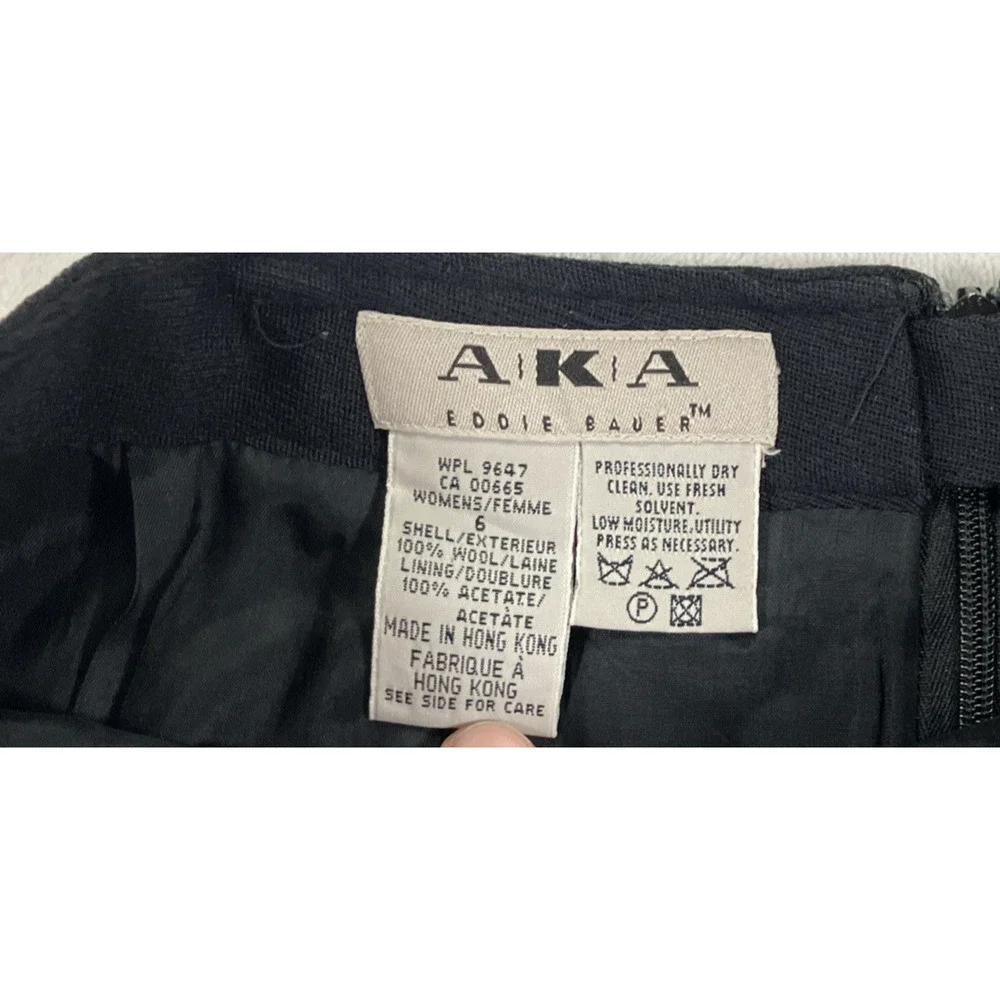 A|K|A
EDDIE BAUER™
WPL 9647
CA 00665
WOMENS/FEMME
6
SHELL/EXTERIEUR
100% WOOL/LAINE
LINING/DOUBLURE
100% ACETATE/
ACETÀTE
MADE IN HONG KONG
FABRIQUE À
HONG KONG
SEE SIDE FOR CARE
PROFESSIONALLY DRY
CLEAN. USE FRESH
SOLVENT.
LOW MOISTURE,UTILITY
PRESS AS NECESSARY.
P